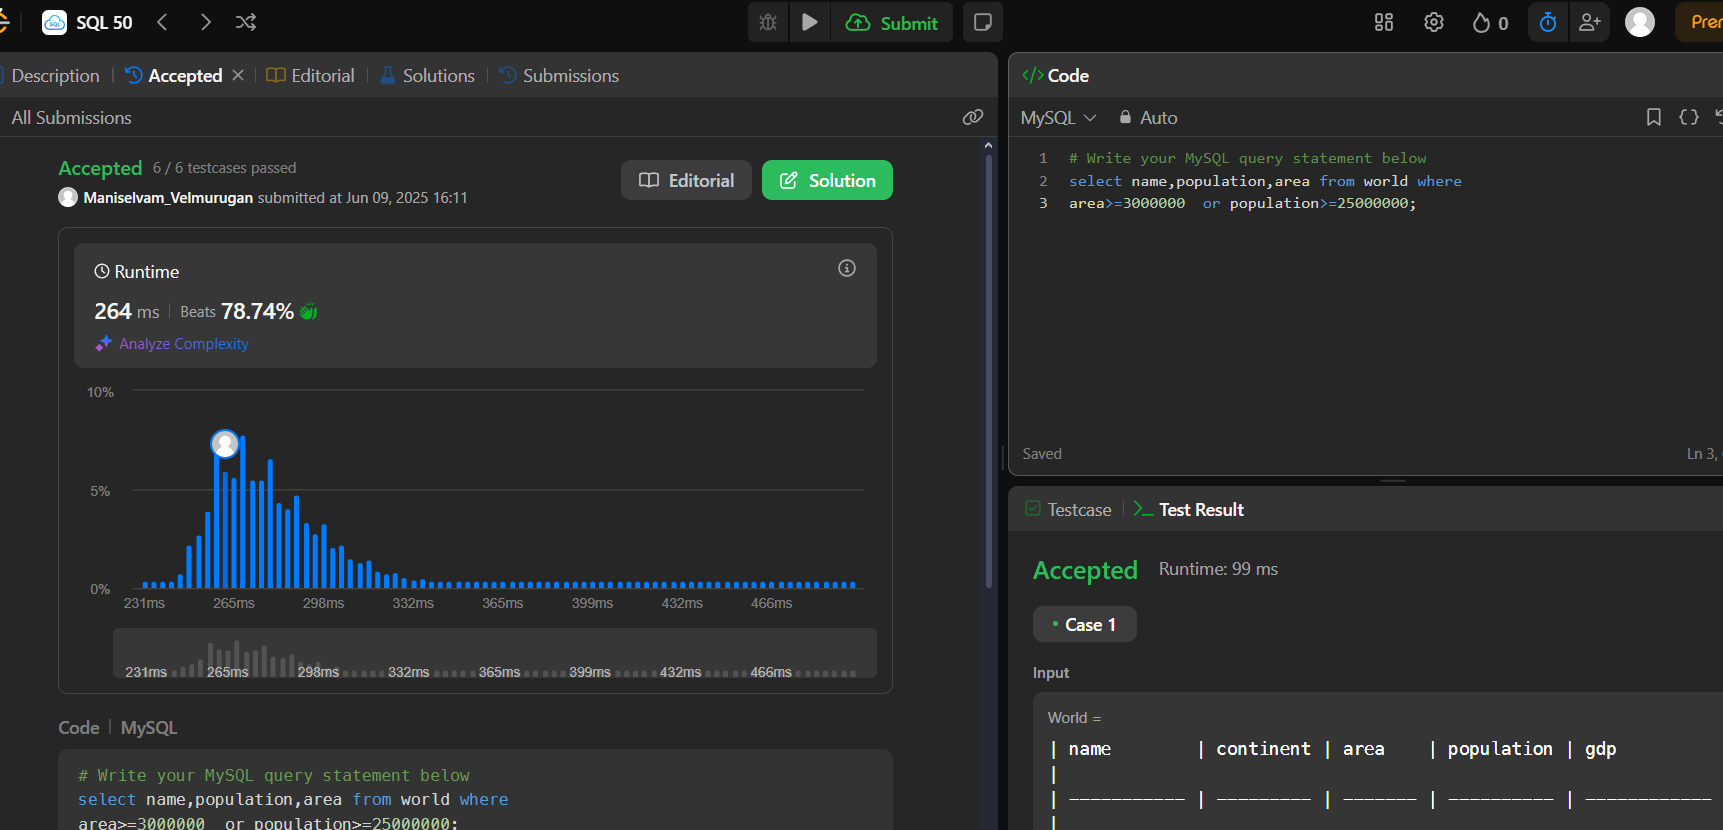 SQL 50
Submit
0
Prem
Description
Accepted
Editorial
Solutions
Submissions
All Submissions
Accepted 6 / 6 testcases passed
Maniselvam_Velmurugan submitted at Jun 09, 2025 16:11
Editorial
Solution
Runtime
264 ms | Beats 78.74%
Analyze Complexity
10%
5%
0%
231ms 265ms 298ms 332ms 365ms 399ms 432ms 466ms
231ms 265ms 298ms 332ms 365ms 399ms 432ms 466ms
Code | MySQL
# Write your MySQL query statement below
select name,population,area from world where
area>=3000000  or population>=25000000;
</> Code
MySQL
Auto
1 # Write your MySQL query statement below
2 select name,population,area from world where
3 area>=3000000  or population>=25000000;
Saved
Ln 3,
Testcase
Test Result
Accepted Runtime: 99 ms
Case 1
Input
World =
| name        | continent | area    | population | gdp
|
| ----------- | --------- | ------- | ---------- | ------------
|